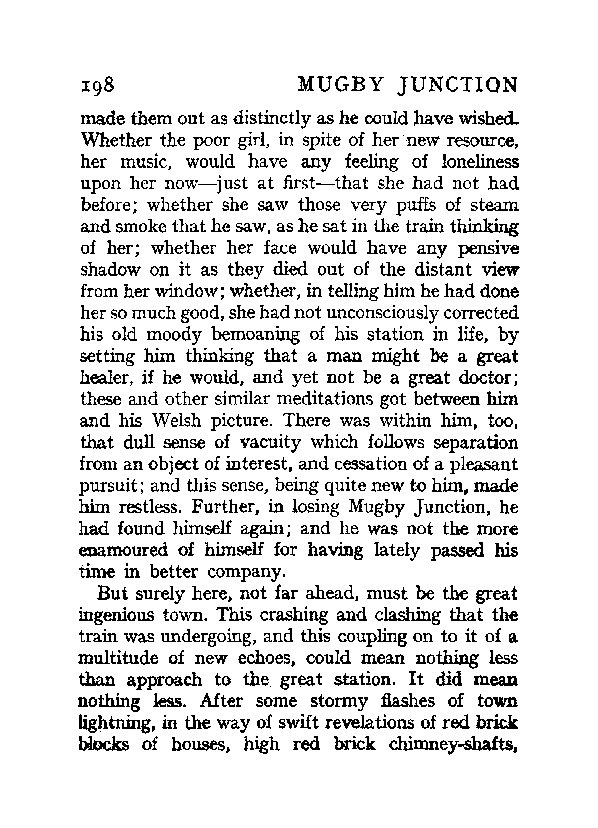 198 MUGBY JUNCTION
made them out as distinctly as he could have wished.
Whether the poor girl, in spite of her new resource,
her music, would have any feeling of loneliness
upon her now—just at first—that she had not had
before; whether she saw those very puffs of steam
and smoke that he saw, as he sat in the train thinking
of her; whether her face would have any pensive
shadow on it as they died out of the distant view
from her window; whether, in telling him he had done
her so much good, she had not unconsciously corrected
his old moody bemoaning of his station in life, by
setting him thinking that a man might be a great
healer, if he would, and yet not be a great doctor;
these and other similar meditations got between him
and his Welsh picture. There was within him, too,
that dull sense of vacuity which follows separation
from an object of interest, and cessation of a pleasant
pursuit; and this sense, being quite new to him, made
him restless. Further, in losing Mugby Junction, he
had found himself again; and he was not the more
enamoured of himself for having lately passed his
time in better company.
But surely here, not far ahead, must be the great
ingenious town. This crashing and clashing that the
train was undergoing, and this coupling on to it of a
multitude of new echoes, could mean nothing less
than approach to the great station. It did mean
nothing less. After some stormy flashes of town
lightning, in the way of swift revelations of red brick
blocks of houses, high red brick chimney-shafts,